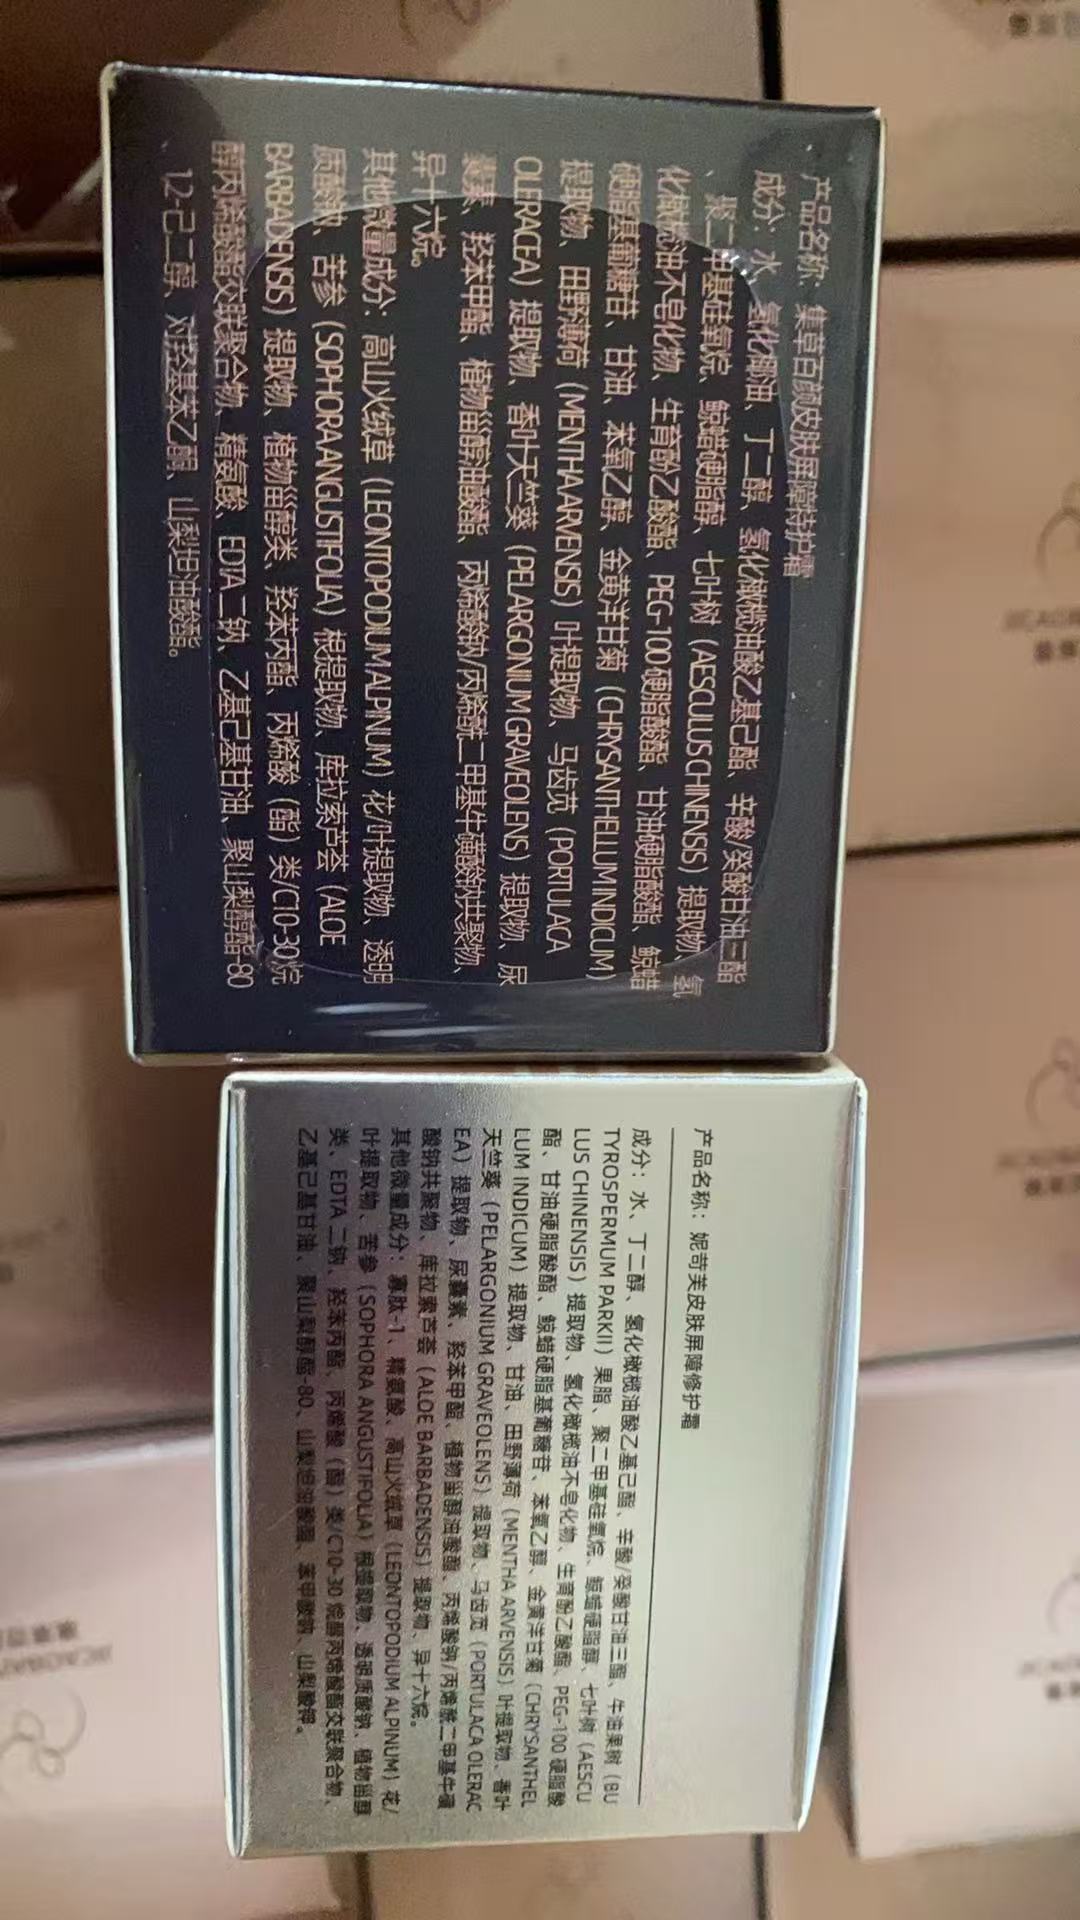 产品名称：集草百颜皮肤屏障特护霜
成分：水、氢化椰油、丁二醇、氢化橄榄油酸乙基己酯、辛酸/癸酸甘油三酯
、聚二甲基硅氧烷、鲸蜡硬脂醇、七叶树（AESCULUS CHINENSIS）提取物、氢
化橄榄油不皂化物、生育酚乙酸酯、PEG-100硬脂酸酯、甘油硬脂酸酯、鲸蜡
硬脂基葡糖苷、甘油、苯氧乙醇、金黄洋甘菊（CHRYSANTHELLUM INDICUM）
提取物、田野薄荷（MENTHA ARVENSIS）叶提取物、马齿苋（PORTULACA
OLERACEA）提取物、香叶天竺葵（PELARGONIUM GRAVEOLENS）提取物、尿
囊素、羟苯甲酯、植物甾醇油酸酯、丙烯酸钠/丙烯酰二甲基牛磺酸钠共聚物、
异十六烷。
其他微量成分：高山火绒草（LEONTOPODIUM ALPINUM）花/叶提取物、透明
质酸钠、苦参（SOPHORA ANGUSTIFOLIA）根提取物、库拉索芦荟（ALOE
BARBADENSIS）提取物、植物甾醇类、羟苯丙酯、丙烯酸（酯）类/C10-30烷
醇丙烯酸酯交联聚合物、精氨酸、EDTA二钠、乙基己基甘油、聚山梨醇酯-80
1,2-己二醇、对羟基苯乙酮、山梨坦油酸酯。
产品名称：妮苛芙皮肤屏障修护霜
成分：水、丁二醇、氢化橄榄油酸乙基己酯、辛酸/癸酸甘油三酯、牛油果树（BU
TYROSPERMUM PARKII）果脂、聚二甲基硅氧烷、鲸蜡硬脂醇、七叶树（AESCU
LUS CHINENSIS）提取物、氢化橄榄油不皂化物、生育酚乙酸酯、PEG-100 硬脂酸
酯、甘油硬脂酸酯、鲸蜡硬脂基葡糖苷、苯氧乙醇、金黄洋甘菊（CHRYSANTHEL
LUM INDICUM）提取物、甘油、田野薄荷（MENTHA ARVENSIS）叶提取物、香叶
天竺葵（PELARGONIUM GRAVEOLENS）提取物、马齿苋（PORTULACA OLERAC
EA）提取物、尿囊素、羟苯甲酯、植物甾醇油酸酯、丙烯酸钠/丙烯酰二甲基牛磺
酸钠共聚物、库拉索芦荟（ALOE BARBADENSIS）提取物、异十六烷。
其他微量成分：寡肽-1、精氨酸、高山火绒草（LEONTOPODIUM ALPINUM）花/
叶提取物、苦参（SOPHORA ANGUSTIFOLIA）根提取物、透明质酸钠、植物甾醇
类、EDTA 二钠、羟苯丙酯、丙烯酸（酯）类/C10-30 烷醇丙烯酸酯交联聚合物、
乙基己基甘油、聚山梨醇酯-80、山梨坦油酸酯、苯甲酸钠、山梨酸钾。